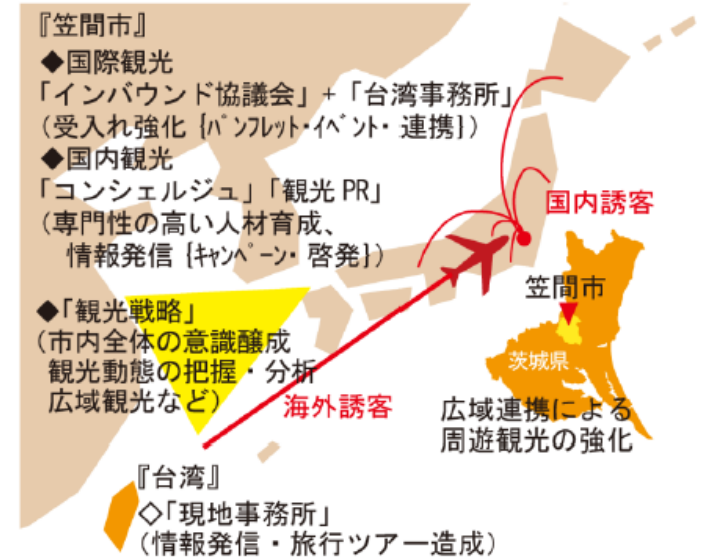 『笠間市』
◆国際観光
「インバウンド協議会」+「台湾事務所」
（受入れ強化{ﾊﾟﾝﾌﾚｯﾄ・ｲﾍﾞﾝﾄ・連携}）
◆国内観光
「コンシェルジュ」「観光PR」
（専門性の高い人材育成、
情報発信{ｷｬﾝﾍﾟｰﾝ・啓発}）
◆「観光戦略」
（市内全体の意識醸成
観光動態の把握・分析
広域観光など）
国内誘客
笠間市
茨城県
海外誘客
広域連携による
周遊観光の強化
『台湾』
◇「現地事務所」
（情報発信・旅行ツアー造成）